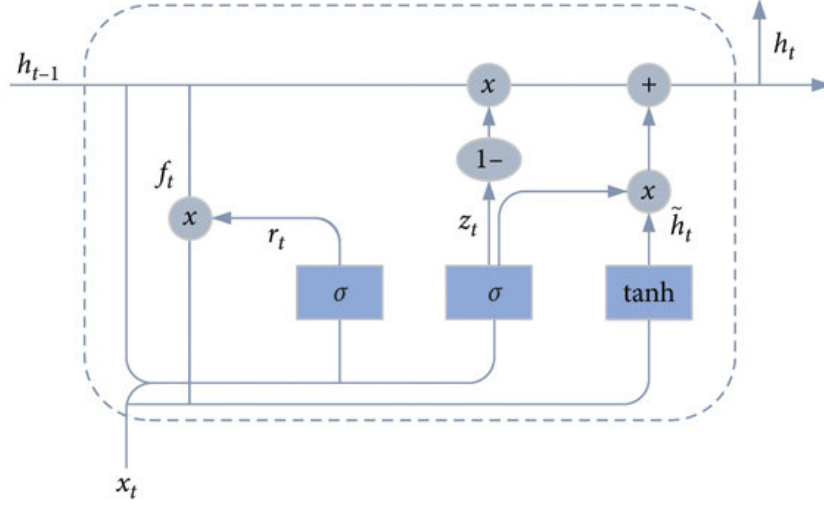 h_{t–1}
h_t
x
+
1–
f_t
x
x
r_t
z_t
h̃_t
σ
σ
tanh
x_t